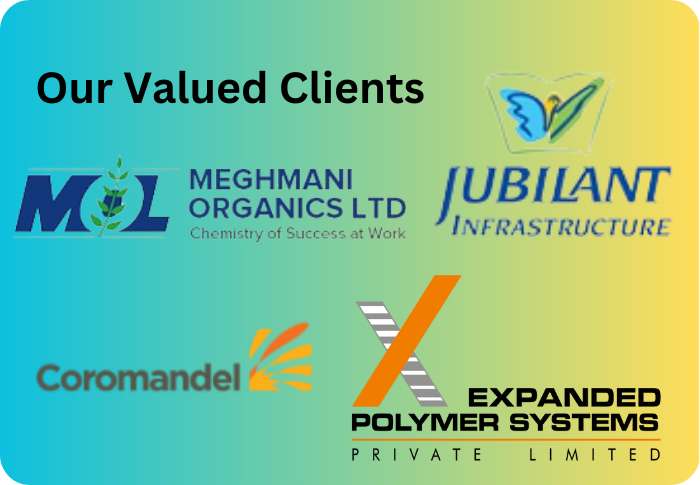 Our Valued Clients
MOL
MEGHMANI
ORGANICS LTD
Chemistry of Success at Work
JUBILANT
INFRASTRUCTURE
Coromandel
EXPANDED
POLYMER SYSTEMS
PRIVATE LIMITED